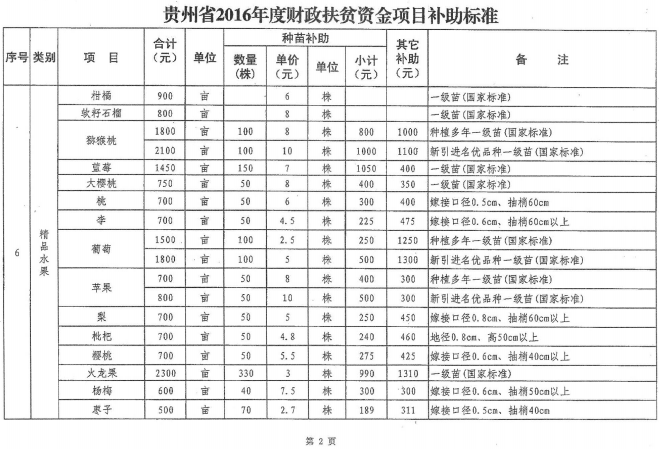 贵州省2016年度财政扶贫资金项目补助标准
序号 类别 项 目 合计(元) 单位 种苗补助 其它补助(元) 备 注
数量(株) 单价(元) 单位 小计(元)
6 精品水果
柑橘 900 亩 6 株 一级苗(国家标准)
软籽石榴 800 亩 8 株 一级苗(国家标准)
猕猴桃 1800 亩 100 8 株 800 1000 种植多年一级苗(国家标准)
2100 亩 100 10 株 1000 1100 新引进名优品种一级苗(国家标准)
蓝莓 1450 亩 150 7 株 1050 400 一级苗(国家标准)
大樱桃 750 亩 50 8 株 400 350 一级苗(国家标准)
桃 700 亩 50 6 株 300 400 嫁接口径0.5cm、抽梢60cm
李 700 亩 50 4.5 株 225 475 嫁接口径0.6cm、抽梢60cm以上
葡萄 1500 亩 100 2.5 株 250 1250 种植多年一级苗(国家标准)
1800 亩 100 5 株 500 1300 新引进名优品种一级苗(国家标准)
苹果 700 亩 50 8 株 400 300 种植多年一级苗(国家标准)
800 亩 50 10 株 500 300 新引进名优品种一级苗(国家标准)
梨 700 亩 50 5 株 250 450 嫁接口径0.8cm、抽梢60cm以上
枇杷 700 亩 50 4.8 株 240 460 地径0.8cm、高50cm以上
樱桃 700 亩 50 5.5 株 275 425 嫁接口径0.6cm、抽梢40cm以上
火龙果 2300 亩 330 3 株 990 1310 一级苗(国家标准)
杨梅 600 亩 40 7.5 株 300 300 嫁接口径0.6cm、抽梢50cm以上
枣子 500 亩 70 2.7 株 189 311 嫁接口径0.5cm、抽梢40cm
第 2 页